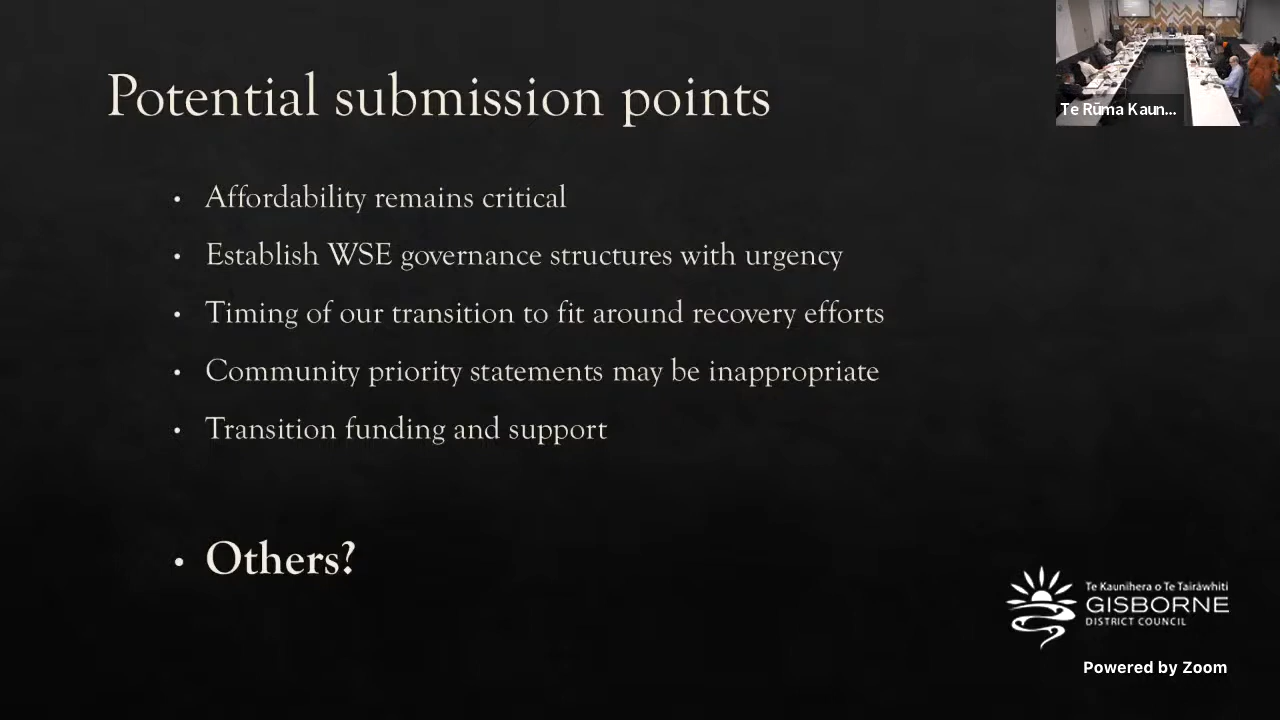 Potential submission points
Te Rūma Kaun...
• Affordability remains critical
• Establish WSE governance structures with urgency
• Timing of our transition to fit around recovery efforts
• Community priority statements may be inappropriate
• Transition funding and support
• Others?
Te Kaunihera o Te Tairāwhiti
GISBORNE
DISTRICT COUNCIL
Powered by Zoom